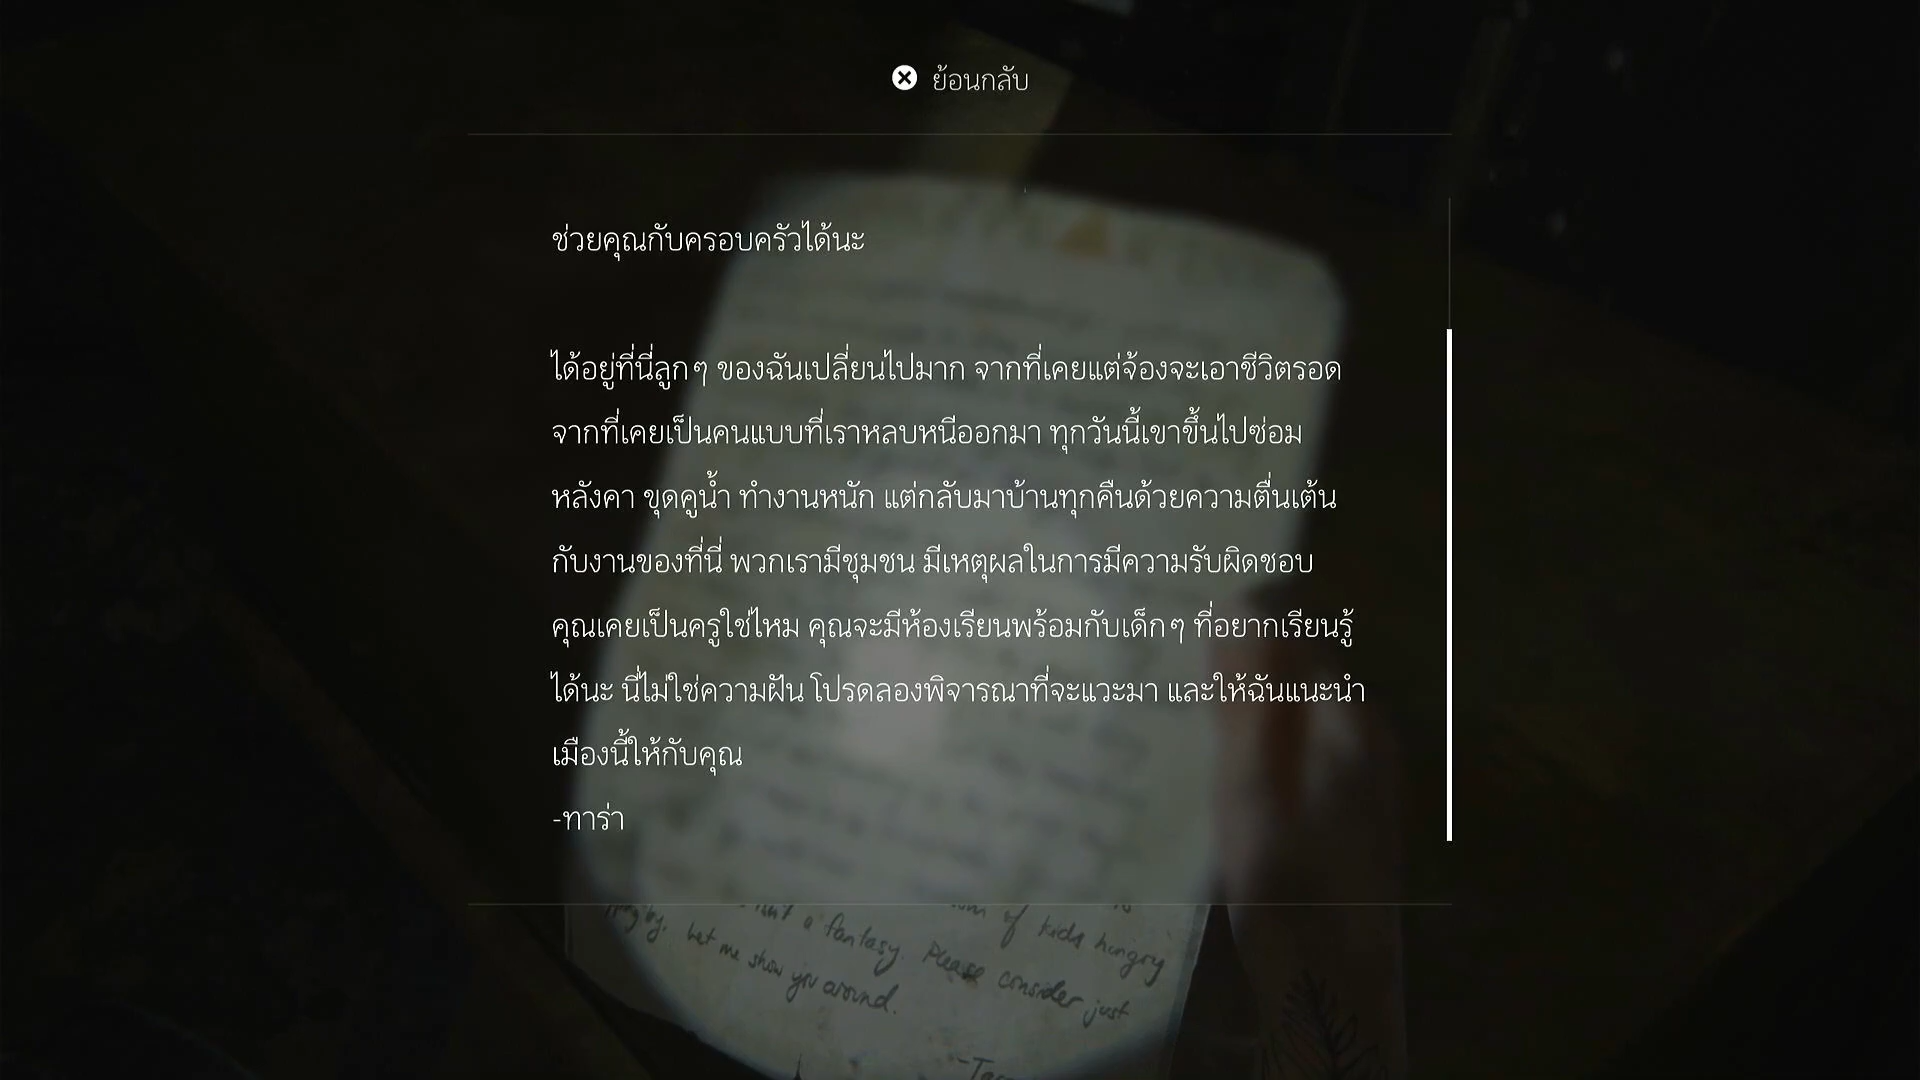 ย้อนกลับ
ช่วยคุณกับครอบครัวได้นะ
ได้อยู่ที่นี่ลูกๆ ของฉันเปลี่ยนไปมาก จากที่เคยแต่จ้องจะเอาชีวิตรอด
จากที่เคยเป็นคนแบบที่เราหลบหนีออกมา ทุกวันนี้เขาขึ้นไปซ่อม
หลังคา ขุดคูน้ำ ทำงานหนัก แต่กลับมาบ้านทุกคืนด้วยความตื่นเต้น
กับงานของที่นี่ พวกเรามีชุมชน มีเหตุผลในการมีความรับผิดชอบ
คุณเคยเป็นครูใช่ไหม คุณจะมีห้องเรียนพร้อมกับเด็กๆ ที่อยากเรียนรู้
ได้นะ นี่ไม่ใช่ความฝัน โปรดลองพิจารณาที่จะแวะมา และให้ฉันแนะนำ
เมืองนี้ให้กับคุณ
-ทาร่า
of kids hungry
a fantasy. Please consider just
Let me show you around.